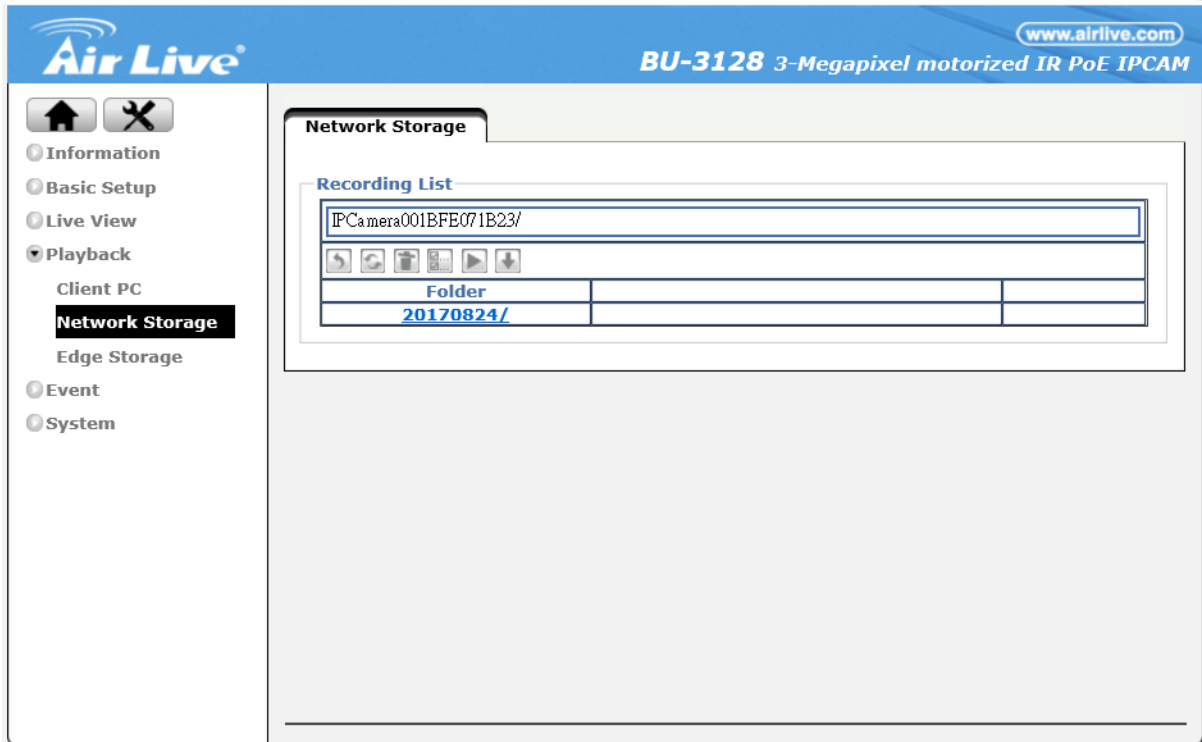 Air Live®
www.airlive.com
BU-3128 3-Megapixel motorized IR PoE IPCAM
Information
Basic Setup
Live View
Playback
Client PC
Network Storage
Edge Storage
Event
System
Network Storage
Recording List
IPCamera001BFE071B23/
Folder
20170824/